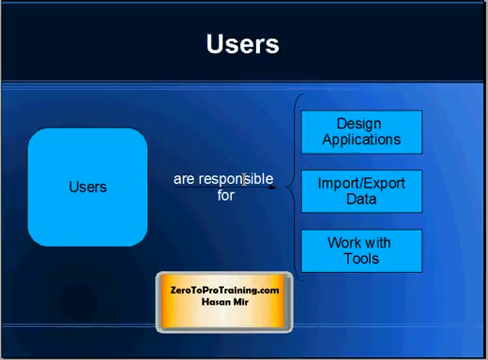 Users
Users
are responsible
for
Design
Applications
Import/Export
Data
Work with
Tools
ZeroToProTraining.com
Hasan Mir